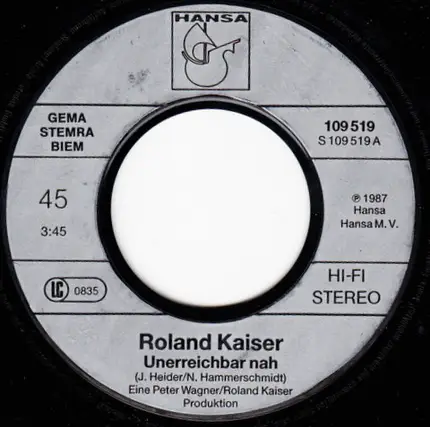 HANSA
GEMA
STEMRA
BIEM
109 519
S 109 519 A
45
3:45
℗ 1987
Hansa
Hansa M. V.
LC 0835
HI-FI
STEREO
Roland Kaiser
Unerreichbar nah
(J. Heider/N. Hammerschmidt)
Eine Peter Wagner/Roland Kaiser
Produktion